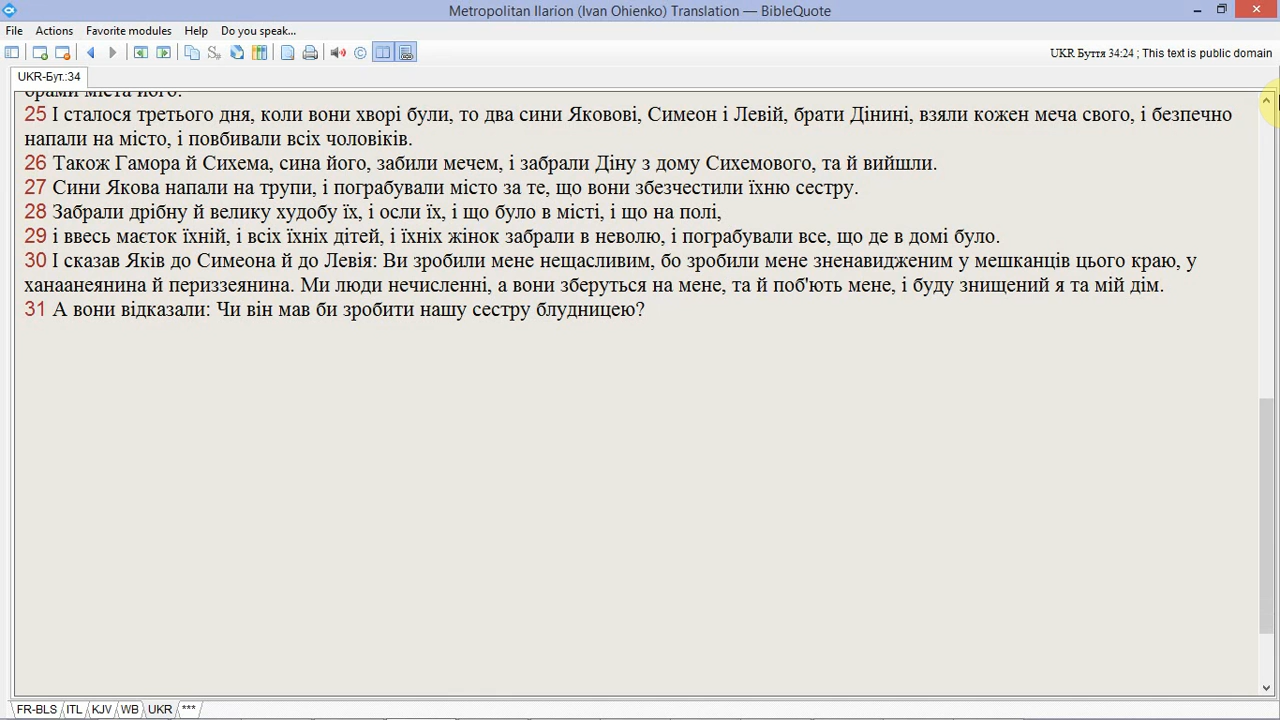 Metropolitan Ilarion (Ivan Ohienko) Translation — BibleQuote
File Actions Favorite modules Help Do you speak...
UKR Буття 34:24 ; This text is public domain
UKR-Бут.:34
брами міста його.
25 І сталося третього дня, коли вони хворі були, то два сини Яковові, Симеон і Левій, брати Дінині, взяли кожен меча свого, і безпечно
напали на місто, і повбивали всіх чоловіків.
26 Також Гамора й Сихема, сина його, забили мечем, і забрали Діну з дому Сихемового, та й вийшли.
27 Сини Якова напали на трупи, і пограбували місто за те, що вони збезчестили їхню сестру.
28 Забрали дрібну й велику худобу їх, і осли їх, і що було в місті, і що на полі,
29 і ввесь маєток їхній, і всіх їхніх дітей, і їхніх жінок забрали в неволю, і пограбували все, що де в домі було.
30 І сказав Яків до Симеона й до Левія: Ви зробили мене нещасливим, бо зробили мене зненавидженим у мешканців цього краю, у
ханаанеянина й периззеянина. Ми люди нечисленні, а вони зберуться на мене, та й поб'ють мене, і буду знищений я та мій дім.
31 А вони відказали: Чи він мав би зробити нашу сестру блудницею?
FR-BLS ITL KJV WB UKR ***